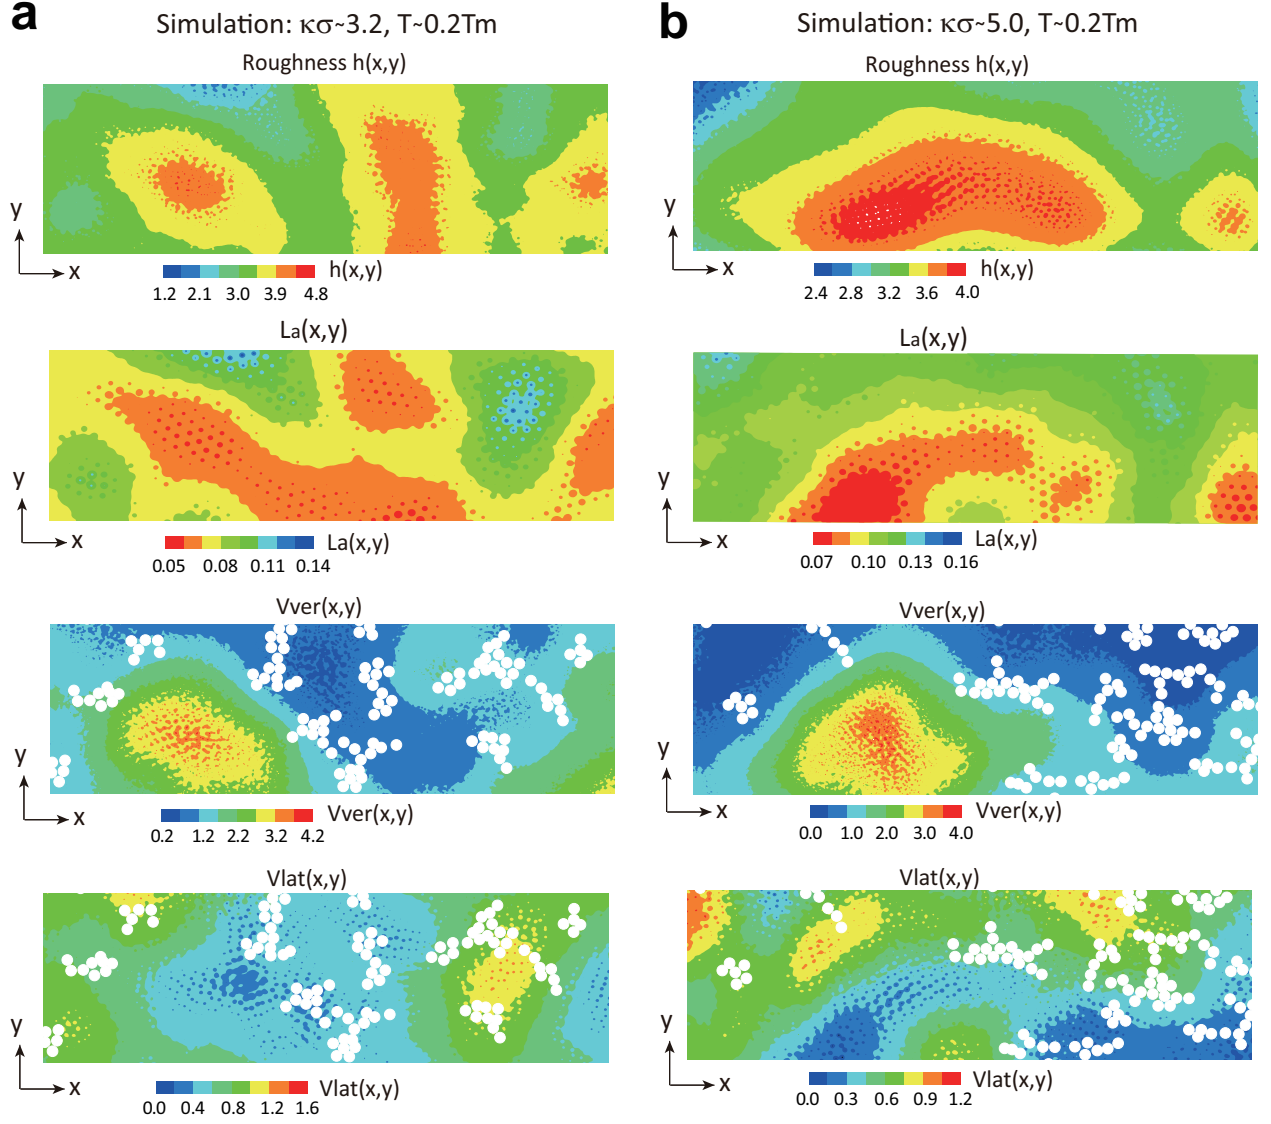 a
Simulation: κσ~3.2, T~0.2Tm
Roughness h(x,y)
y
x
h(x,y)
1.2 2.1 3.0 3.9 4.8
La(x,y)
y
x
La(x,y)
0.05 0.08 0.11 0.14
Vver(x,y)
y
x
Vver(x,y)
0.2 1.2 2.2 3.2 4.2
Vlat(x,y)
y
x
Vlat(x,y)
0.0 0.4 0.8 1.2 1.6
b
Simulation: κσ~5.0, T~0.2Tm
Roughness h(x,y)
y
x
h(x,y)
2.4 2.8 3.2 3.6 4.0
La(x,y)
y
x
La(x,y)
0.07 0.10 0.13 0.16
Vver(x,y)
y
x
Vver(x,y)
0.0 1.0 2.0 3.0 4.0
Vlat(x,y)
y
x
Vlat(x,y)
0.0 0.3 0.6 0.9 1.2